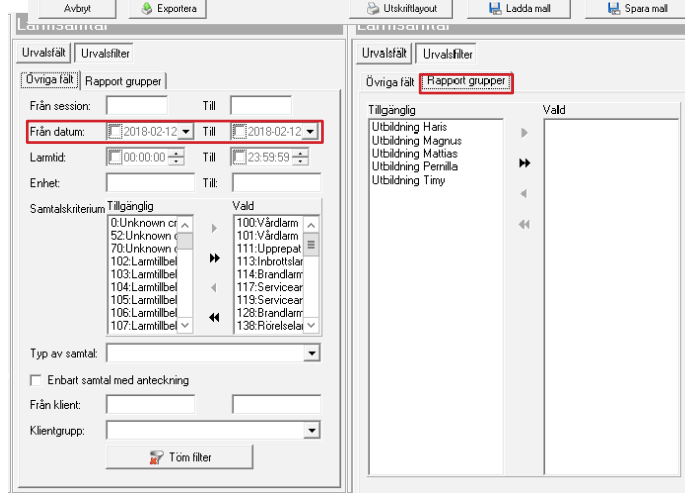 Avbryt
Exportera
Utskriftlayout
Ladda mall
Spara mall
Larmsamtal
Urvalsfält
Urvalsfilter
Övriga fält
Rapport grupper
Från session:
Till
Från datum:
2018-02-12
Till
2018-02-12
Larmtid:
00:00:00
Till
23:59:59
Enhet:
Till:
Samtalskriterium
Tillgänglig
Vald
0:Unknown cr
52:Unknown
70:Unknown
102:Larmtillbel
103:Larmtillbel
104:Larmtillbel
105:Larmtillbel
106:Larmtillbel
107:Larmtillbel
100:Vårdlarm
101:Vårdlarm
111:Upprepat
113:Inbrottslar
114:Brandlarm
117:Servicear
119:Servicear
128:Brandlarm
138:Rörelselar
Typ av samtal:
Enbart samtal med anteckning
Från klient:
Klientgrupp:
Töm filter
Larmsamtal
Urvalsfält
Urvalsfilter
Övriga fält
Rapport grupper
Tillgänglig
Vald
Utbildning Haris
Utbildning Magnus
Utbildning Mattias
Utbildning Pernilla
Utbildning Timy